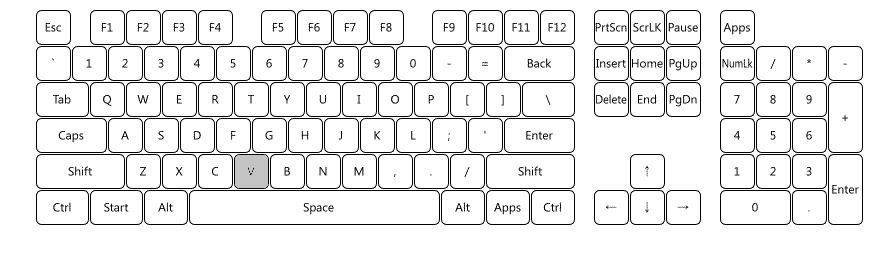 Esc F1 F2 F3 F4 F5 F6 F7 F8 F9 F10 F11 F12 PrtScn ScrLK Pause Apps
` 1 2 3 4 5 6 7 8 9 0 - = Back Insert Home PgUp NumLk / * -
Tab Q W E R T Y U I O P [ ] \ Delete End PgDn 7 8 9 +
Caps A S D F G H J K L ; ' Enter 4 5 6
Shift Z X C V B N M , . / Shift ↑ 1 2 3 Enter
Ctrl Start Alt Space Alt Apps Ctrl ← ↓ → 0 .